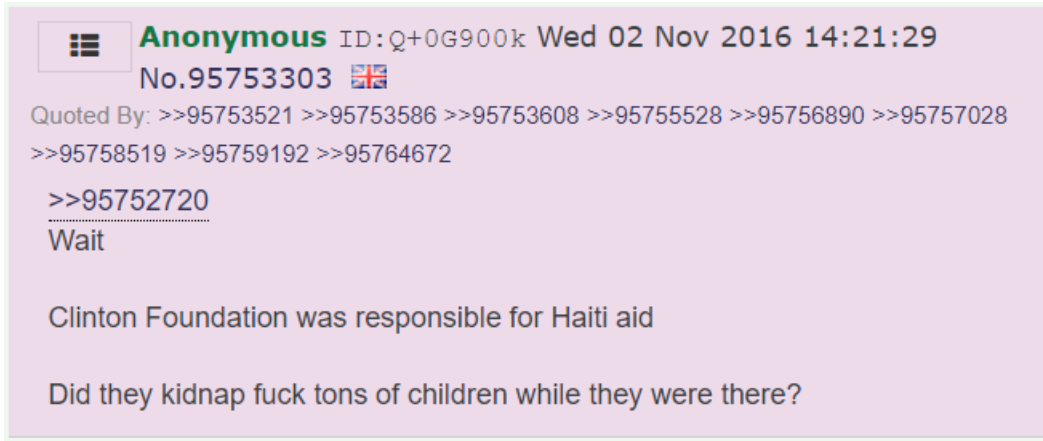 Anonymous ID:Q+0G900k Wed 02 Nov 2016 14:21:29
No.95753303
Quoted By: >>95753521 >>95753586 >>95753608 >>95755528 >>95756890 >>95757028
>>95758519 >>95759192 >>95764672
>>95752720
Wait
Clinton Foundation was responsible for Haiti aid
Did they kidnap fuck tons of children while they were there?